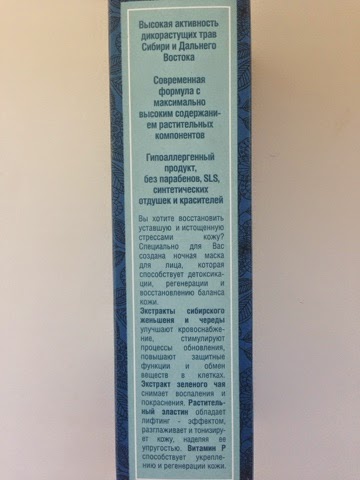 Высокая активность
дикорастущих трав
Сибири и Дальнего
Востока
Современная
формула с
максимально
высоким содержани-
ем растительных
компонентов
Гипоаллергенный
продукт,
без парабенов, SLS,
синтетических
отдушек и красителей
Вы хотите восстановить
уставшую и истощенную
стрессами кожу?
Специально для Вас
создана ночная маска
для лица, которая
способствует детоксика-
ции, регенерации и
восстановлению баланса
кожи.
Экстракты сибирского
женьшеня и череды
улучшают кровоснабже-
ние, стимулируют
процессы обновления,
повышают защитные
функции и обмен
веществ в клетках.
Экстракт зеленого чая
снимает воспаления и
покраснения. Раститель-
ный эластин обладает
лифтинг - эффектом,
разглаживает и тонизиру-
ет кожу, наделяя ее
упругостью. Витамин Р
способствует укрепле-
нию и регенерации кожи.